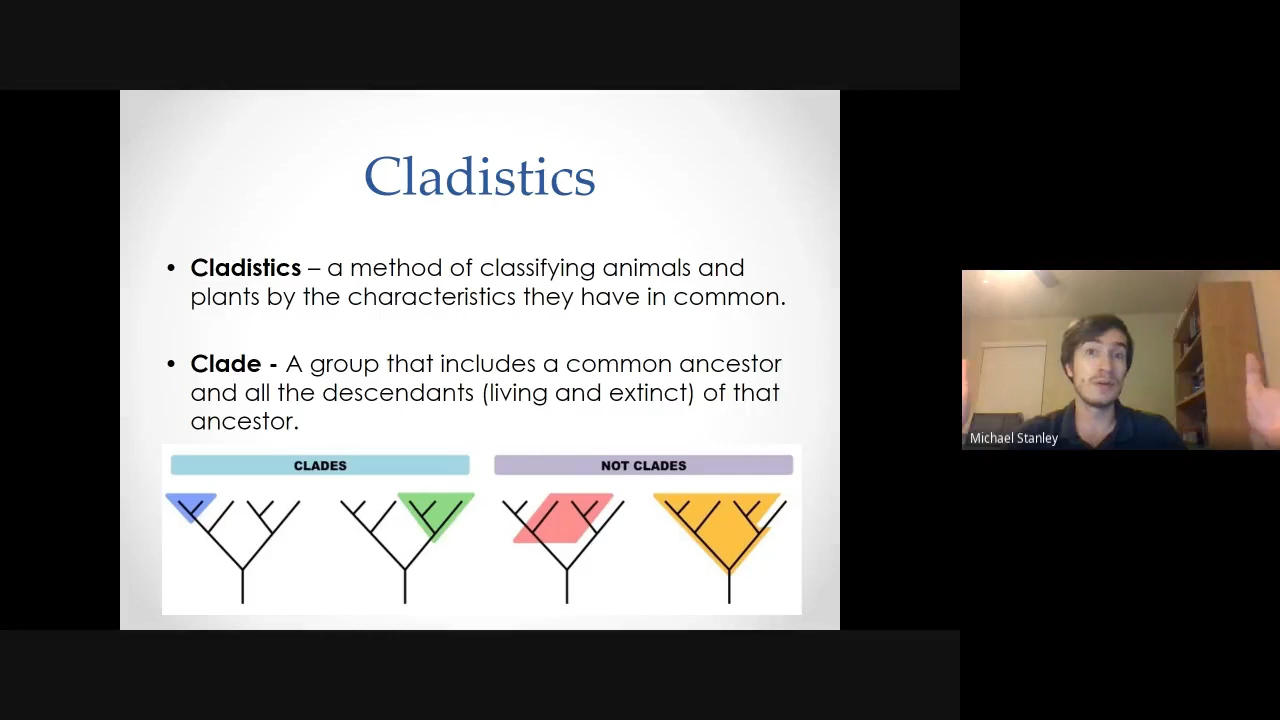 Cladistics
• Cladistics – a method of classifying animals and
plants by the characteristics they have in common.
• Clade - A group that includes a common ancestor
and all the descendants (living and extinct) of that
ancestor.
CLADES
NOT CLADES
Michael Stanley